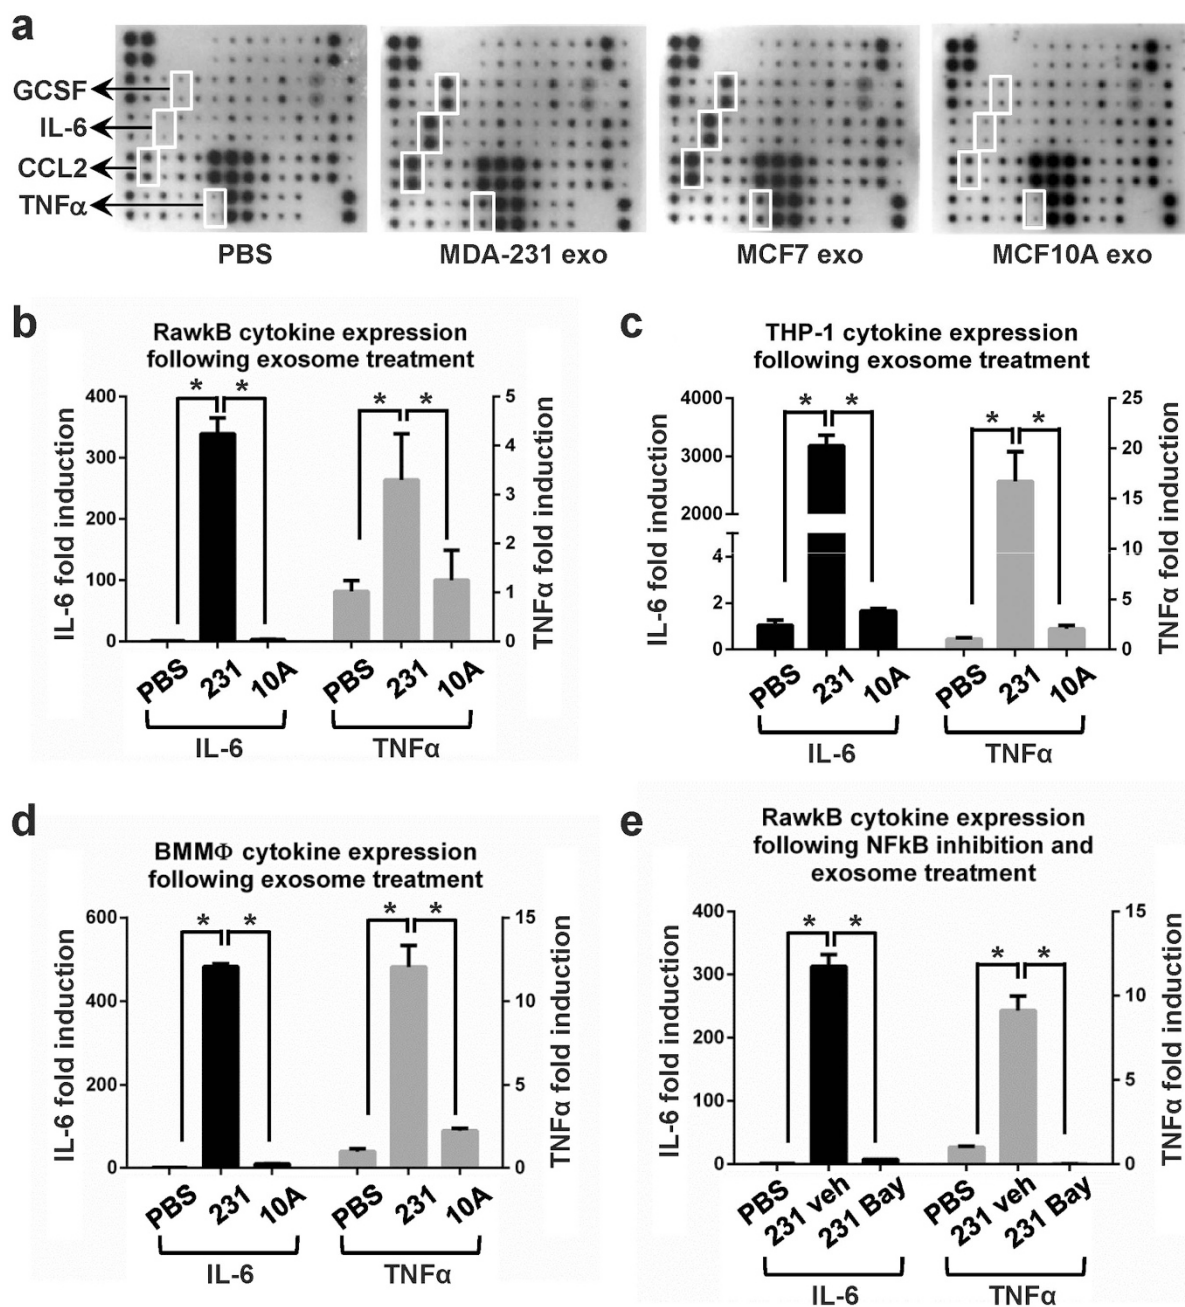 a
GCSF
IL-6
CCL2
TNFα
PBS
MDA-231 exo
MCF7 exo
MCF10A exo
b
RawkB cytokine expression
following exosome treatment
IL-6 fold induction
400
300
200
100
0
* *
* *
5
4
3
2
1
0
TNFα fold induction
PBS
231
10A
PBS
231
10A
IL-6
TNFα
c
THP-1 cytokine expression
following exosome treatment
IL-6 fold induction
4000
3000
2000
4
2
0
* *
* *
25
20
15
10
5
0
TNFα fold induction
PBS
231
10A
PBS
231
10A
IL-6
TNFα
d
BMMΦ cytokine expression
following exosome treatment
IL-6 fold induction
600
400
200
0
* *
* *
15
10
5
0
TNFα fold induction
PBS
231
10A
PBS
231
10A
IL-6
TNFα
e
RawkB cytokine expression
following NFkB inhibition and
exosome treatment
IL-6 fold induction
400
300
200
100
0
* *
* *
15
10
5
0
TNFα fold induction
PBS
231 veh
231 Bay
PBS
231 veh
231 Bay
IL-6
TNFα